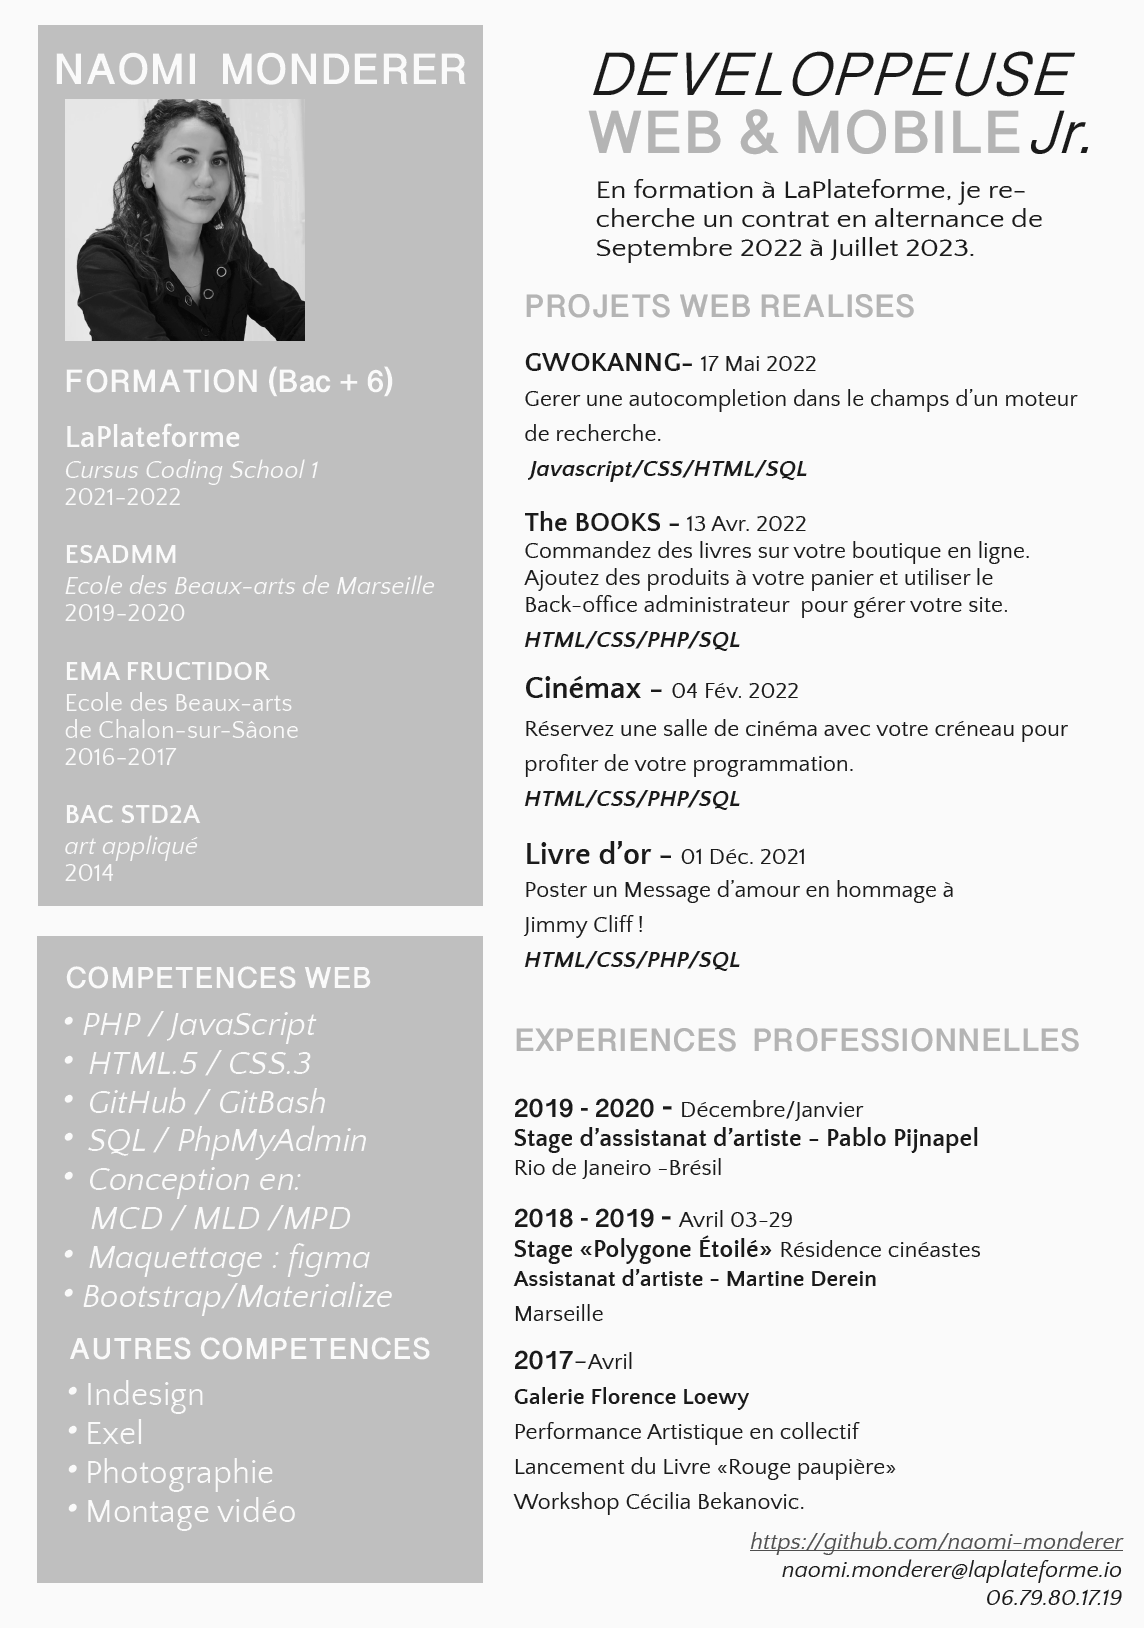 NAOMI MONDERER
FORMATION (Bac + 6)
LaPlateforme
Cursus Coding School 1
2021-2022
ESADMM
Ecole des Beaux-arts de Marseille
2019-2020
EMA FRUCTIDOR
Ecole des Beaux-arts
de Chalon-sur-Sâone
2016-2017
BAC STD2A
art appliqué
2014
COMPETENCES WEB
• PHP / JavaScript
• HTML.5 / CSS.3
• GitHub / GitBash
• SQL / PhpMyAdmin
• Conception en:
MCD / MLD /MPD
• Maquettage : figma
• Bootstrap/Materialize
AUTRES COMPETENCES
• Indesign
• Exel
• Photographie
• Montage vidéo
DEVELOPPEUSE
WEB & MOBILE Jr.
En formation à LaPlateforme, je re-
cherche un contrat en alternance de
Septembre 2022 à Juillet 2023.
PROJETS WEB REALISES
GWOKANNG- 17 Mai 2022
Gerer une autocompletion dans le champs d'un moteur
de recherche.
Javascript/CSS/HTML/SQL
The BOOKS - 13 Avr. 2022
Commandez des livres sur votre boutique en ligne.
Ajoutez des produits à votre panier et utiliser le
Back-office administrateur pour gérer votre site.
HTML/CSS/PHP/SQL
Cinémax - 04 Fév. 2022
Réservez une salle de cinéma avec votre créneau pour
profiter de votre programmation.
HTML/CSS/PHP/SQL
Livre d'or - 01 Déc. 2021
Poster un Message d'amour en hommage à
Jimmy Cliff !
HTML/CSS/PHP/SQL
EXPERIENCES PROFESSIONNELLES
2019 - 2020 - Décembre/Janvier
Stage d'assistanat d'artiste - Pablo Pijnapel
Rio de Janeiro -Brésil
2018 - 2019 - Avril 03-29
Stage «Polygone Étoilé» Résidence cinéastes
Assistanat d'artiste - Martine Derein
Marseille
2017-Avril
Galerie Florence Loewy
Performance Artistique en collectif
Lancement du Livre «Rouge paupière»
Workshop Cécilia Bekanovic.
https://github.com/naomi-monderer
naomi.monderer@laplateforme.io
06.79.80.17.19